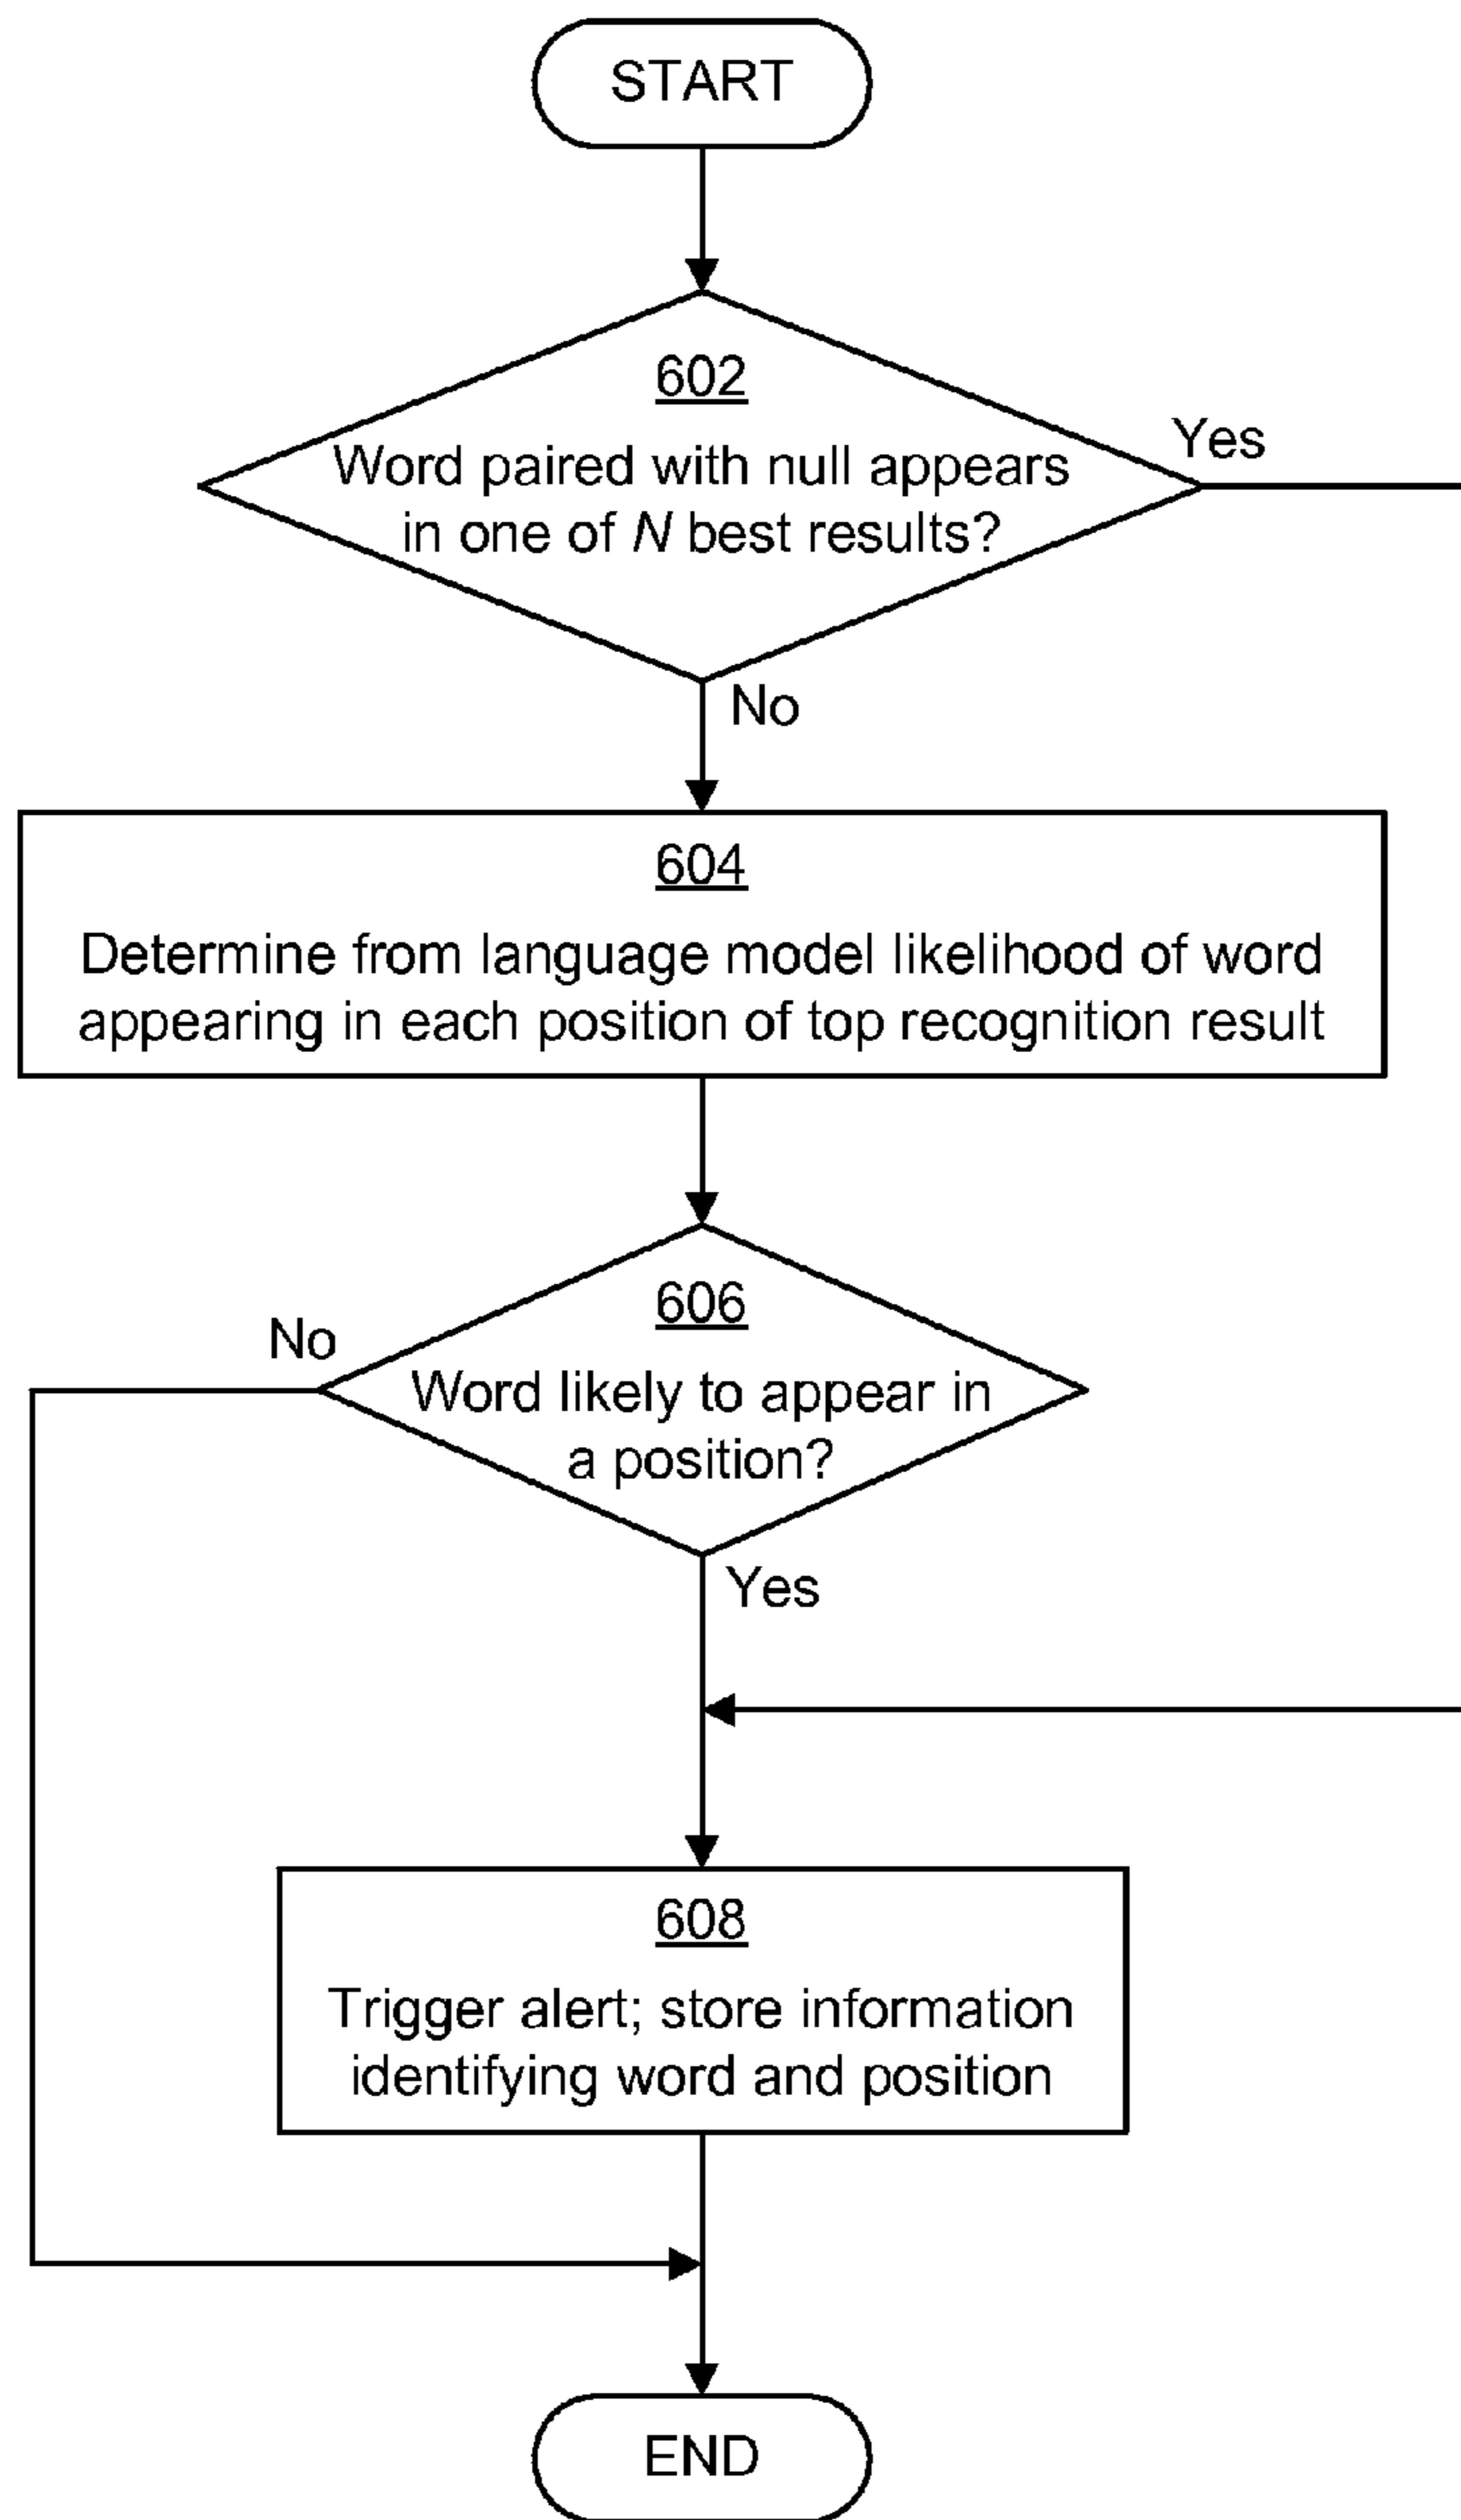 START
602
Word paired with null appears
in one of N best results?
Yes
No
604
Determine from language model likelihood of word
appearing in each position of top recognition result
606
No
Word likely to appear in
a position?
Yes
608
Trigger alert; store information
identifying word and position
END